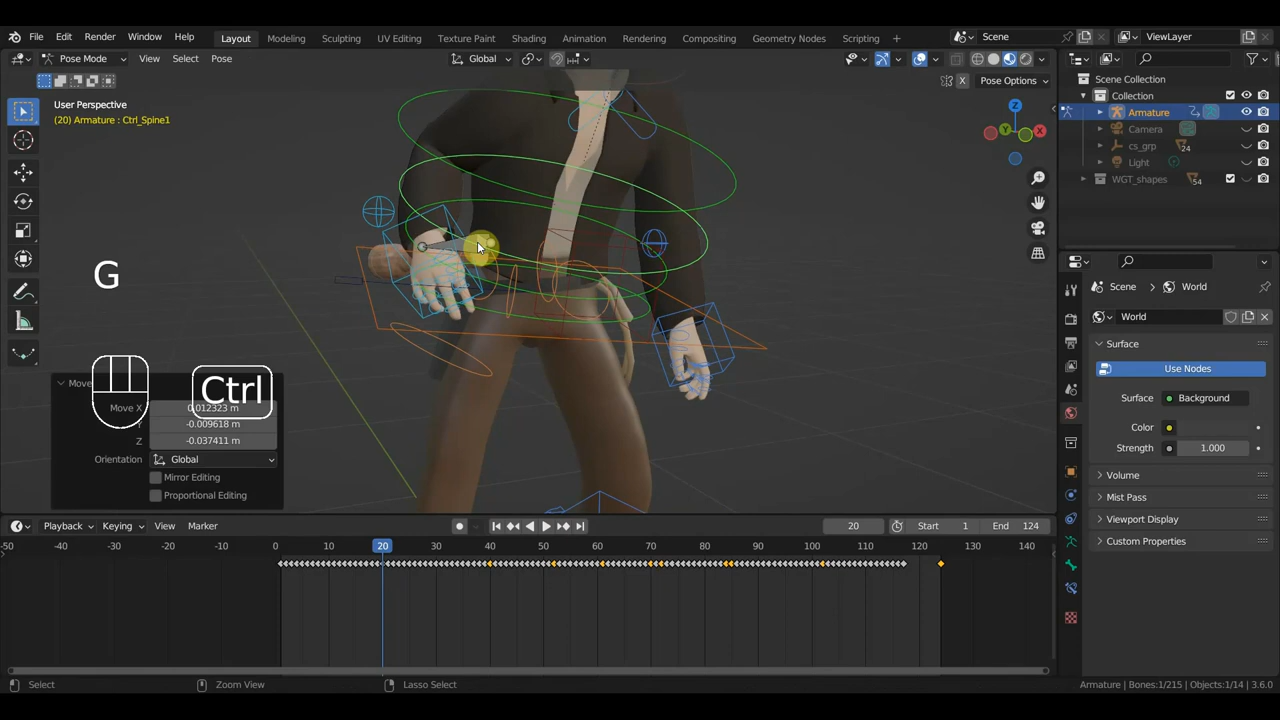 File Edit Render Window Help Layout Modeling Sculpting UV Editing Texture Paint Shading Animation Rendering Compositing Geometry Nodes Scripting + Scene ViewLayer
Pose Mode View Select Pose Global
X Pose Options
User Perspective
(20) Armature : Ctrl_Spine1
Z
Y X
G
Ctrl
Move
Move X 0.012323 m
Y -0.009618 m
Z -0.037411 m
Orientation Global
Mirror Editing
Proportional Editing
Scene Collection
Collection
Armature
Camera
cs_grp 24
Light
WGT_shapes 54
Scene > World
World
Surface
Use Nodes
Surface Background
Color
Strength 1.000
Volume
Mist Pass
Viewport Display
Custom Properties
Playback Keying View Marker 20 Start 1 End 124
-50 -40 -30 -20 -10 0 10 20 30 40 50 60 70 80 90 100 110 120 130 140
Select Zoom View Lasso Select Armature | Bones:1/215 | Objects:1/14 | 3.6.0